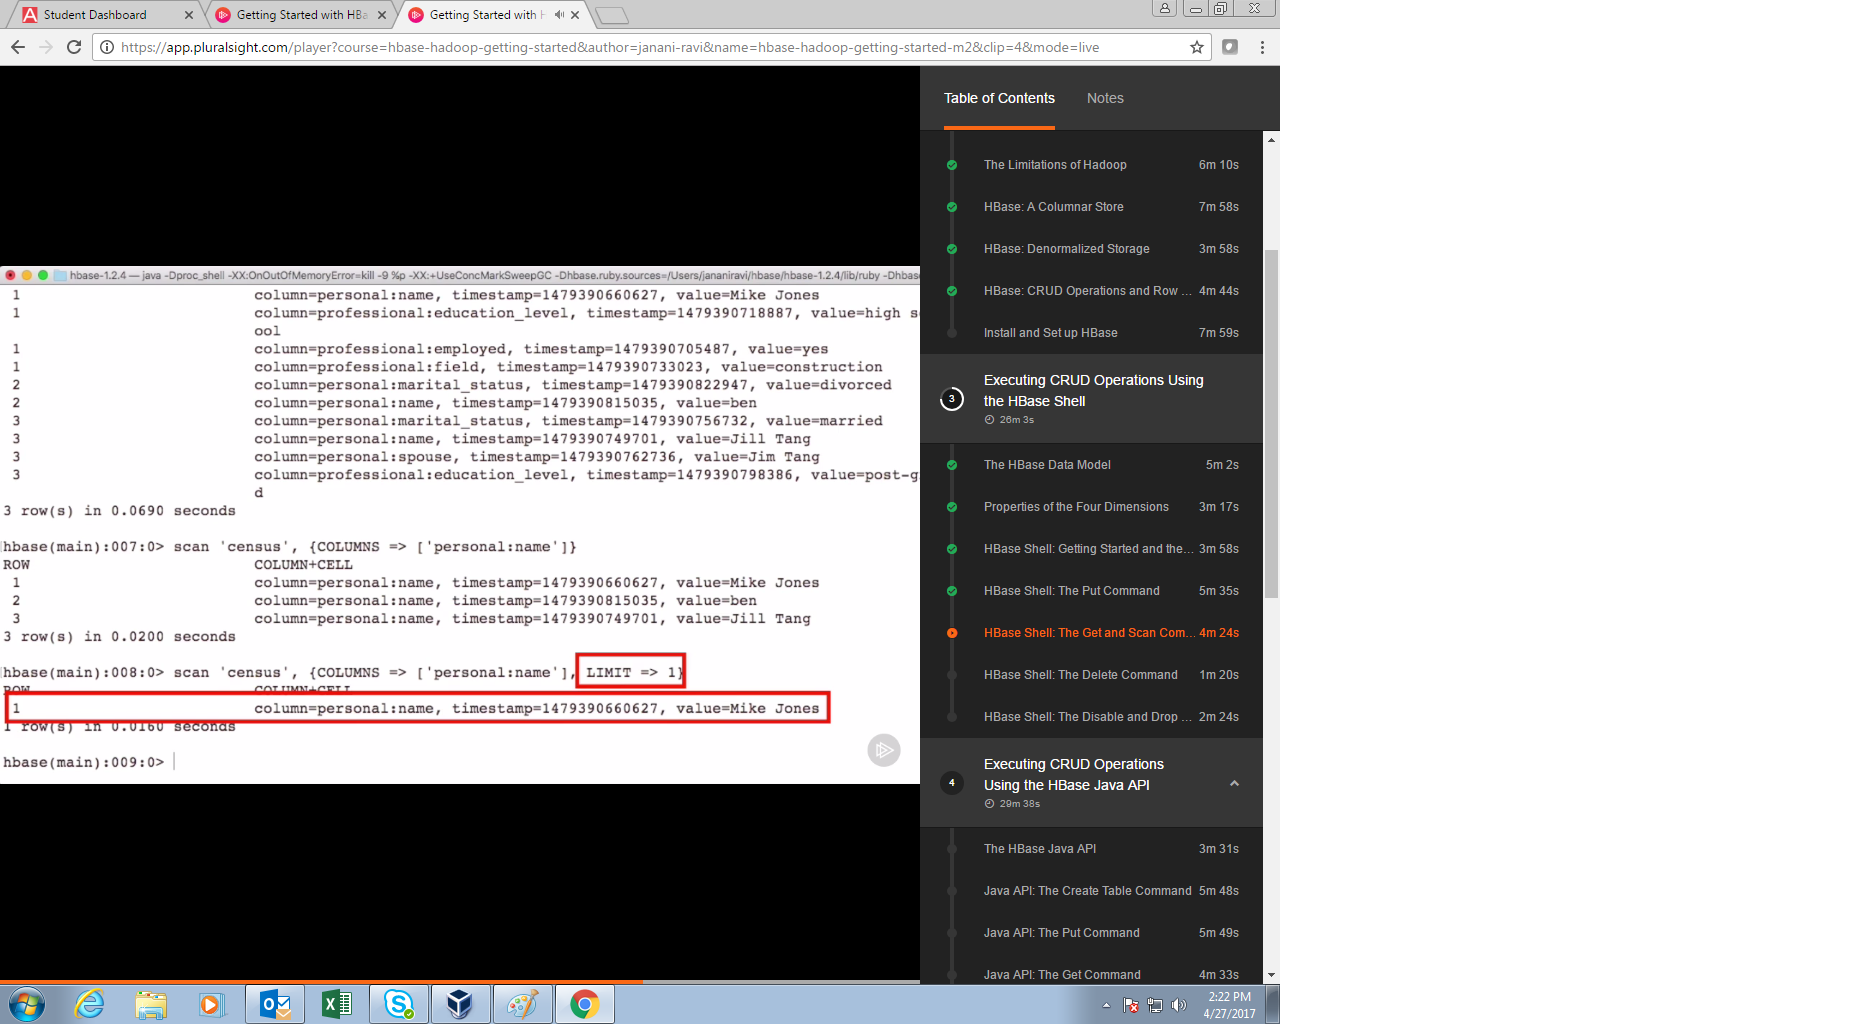 Student Dashboard
Getting Started with HBa
Getting Started with H
https://app.pluralsight.com/player?course=hbase-hadoop-getting-started&author=janani-ravi&name=hbase-hadoop-getting-started-m2&clip=4&mode=live
hbase-1.2.4 — java -Dproc_shell -XX:OnOutOfMemoryError=kill -9 %p -XX:+UseConcMarkSweepGC -Dhbase.ruby.sources=/Users/jananiravi/hbase/hbase-1.2.4/lib/ruby -Dhbase
1 column=personal:name, timestamp=1479390660627, value=Mike Jones
1 column=professional:education_level, timestamp=1479390718887, value=high s
ool
1 column=professional:employed, timestamp=1479390705487, value=yes
1 column=professional:field, timestamp=1479390733023, value=construction
2 column=personal:marital_status, timestamp=1479390822947, value=divorced
2 column=personal:name, timestamp=1479390815035, value=ben
3 column=personal:marital_status, timestamp=1479390756732, value=married
3 column=personal:name, timestamp=1479390749701, value=Jill Tang
3 column=personal:spouse, timestamp=1479390762736, value=Jim Tang
3 column=professional:education_level, timestamp=1479390798386, value=post-g
d
3 row(s) in 0.0690 seconds
hbase(main):007:0> scan 'census', {COLUMNS => ['personal:name']}
ROW COLUMN+CELL
1 column=personal:name, timestamp=1479390660627, value=Mike Jones
2 column=personal:name, timestamp=1479390815035, value=ben
3 column=personal:name, timestamp=1479390749701, value=Jill Tang
3 row(s) in 0.0200 seconds
hbase(main):008:0> scan 'census', {COLUMNS => ['personal:name'], LIMIT => 1}
ROW COLUMN+CELL
1 column=personal:name, timestamp=1479390660627, value=Mike Jones
1 row(s) in 0.0160 seconds
hbase(main):009:0>
Table of Contents Notes
The Limitations of Hadoop 6m 10s
HBase: A Columnar Store 7m 58s
HBase: Denormalized Storage 3m 58s
HBase: CRUD Operations and Row ... 4m 44s
Install and Set up HBase 7m 59s
3
Executing CRUD Operations Using
the HBase Shell
26m 3s
The HBase Data Model 5m 2s
Properties of the Four Dimensions 3m 17s
HBase Shell: Getting Started and the... 3m 58s
HBase Shell: The Put Command 5m 35s
HBase Shell: The Get and Scan Com... 4m 24s
HBase Shell: The Delete Command 1m 20s
HBase Shell: The Disable and Drop ... 2m 24s
4
Executing CRUD Operations
Using the HBase Java API
29m 38s
The HBase Java API 3m 31s
Java API: The Create Table Command 5m 48s
Java API: The Put Command 5m 49s
Java API: The Get Command 4m 33s
2:22 PM
4/27/2017